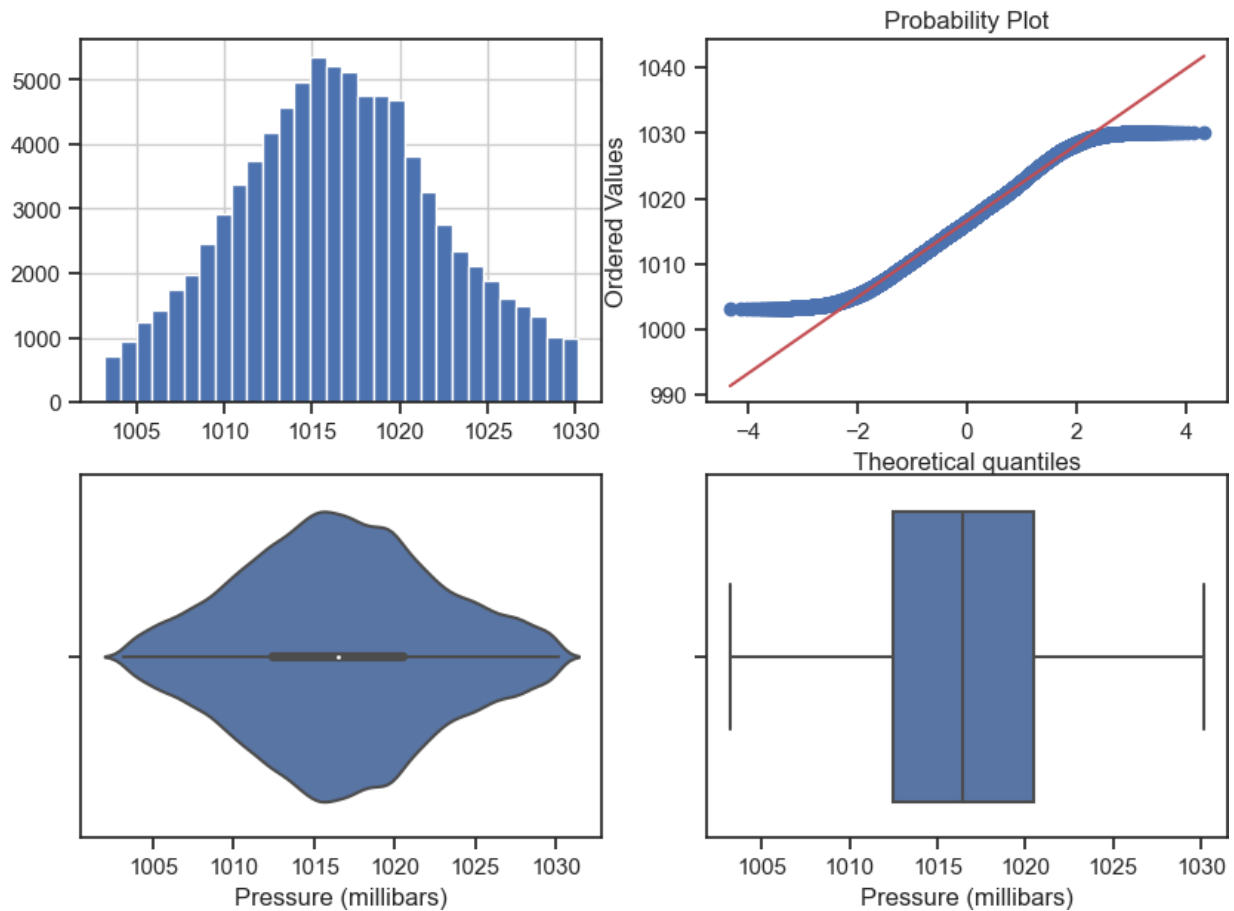 5000
4000
3000
2000
1000
0
1005 1010 1015 1020 1025 1030
Probability Plot
1040
1030
1020
1010
1000
990
Ordered Values
−4 −2 0 2 4
Theoretical quantiles
1005 1010 1015 1020 1025 1030
Pressure (millibars)
1005 1010 1015 1020 1025 1030
Pressure (millibars)